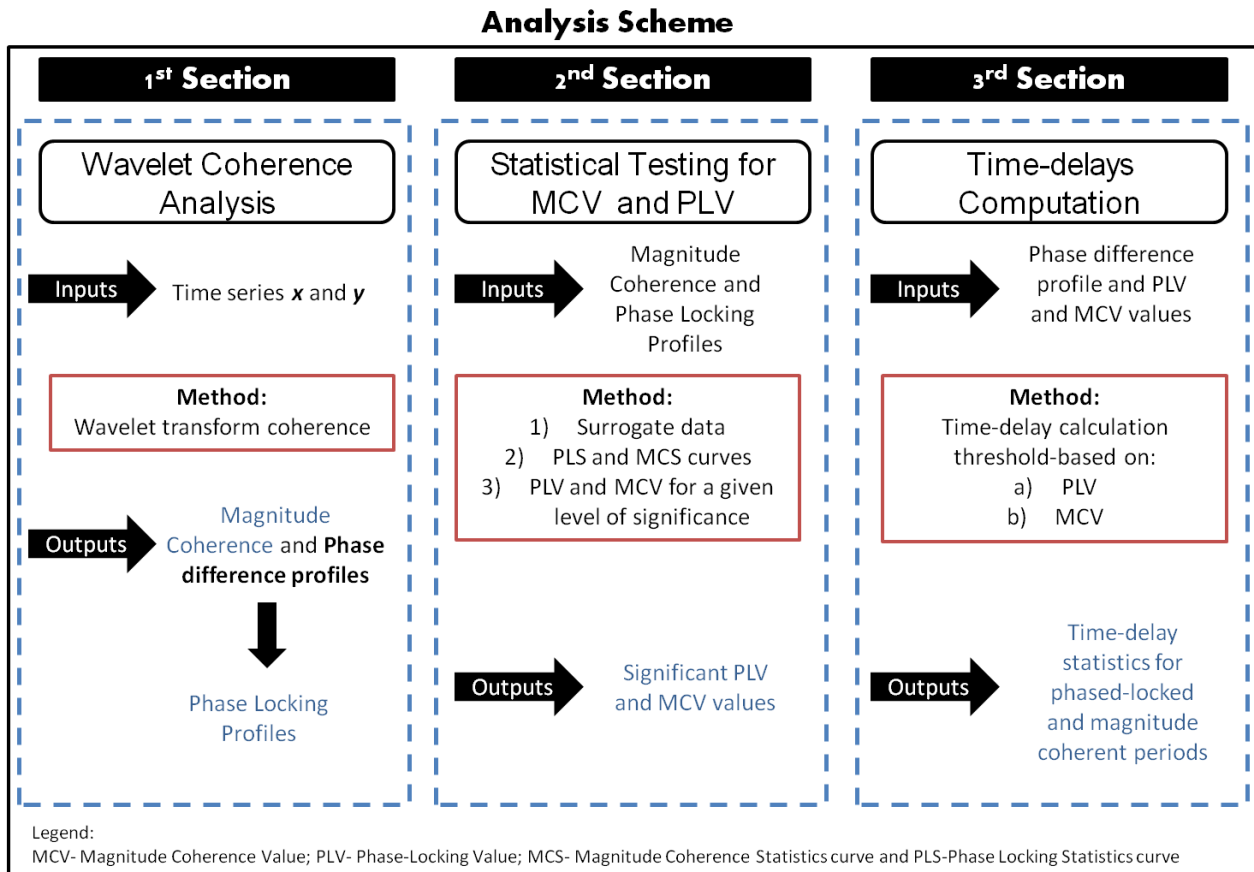 Analysis Scheme
1st Section
Wavelet Coherence
Analysis
Inputs
Time series x and y
Method:
Wavelet transform coherence
Outputs
Magnitude
Coherence and Phase
difference profiles
Phase Locking
Profiles
2nd Section
Statistical Testing for
MCV and PLV
Inputs
Magnitude
Coherence and
Phase Locking
Profiles
Method:
1) Surrogate data
2) PLS and MCS curves
3) PLV and MCV for a given
level of significance
Outputs
Significant PLV
and MCV values
3rd Section
Time-delays
Computation
Inputs
Phase difference
profile and PLV
and MCV values
Method:
Time-delay calculation
threshold-based on:
a) PLV
b) MCV
Outputs
Time-delay
statistics for
phased-locked
and magnitude
coherent periods
Legend:
MCV- Magnitude Coherence Value; PLV- Phase-Locking Value; MCS- Magnitude Coherence Statistics curve and PLS-Phase Locking Statistics curve